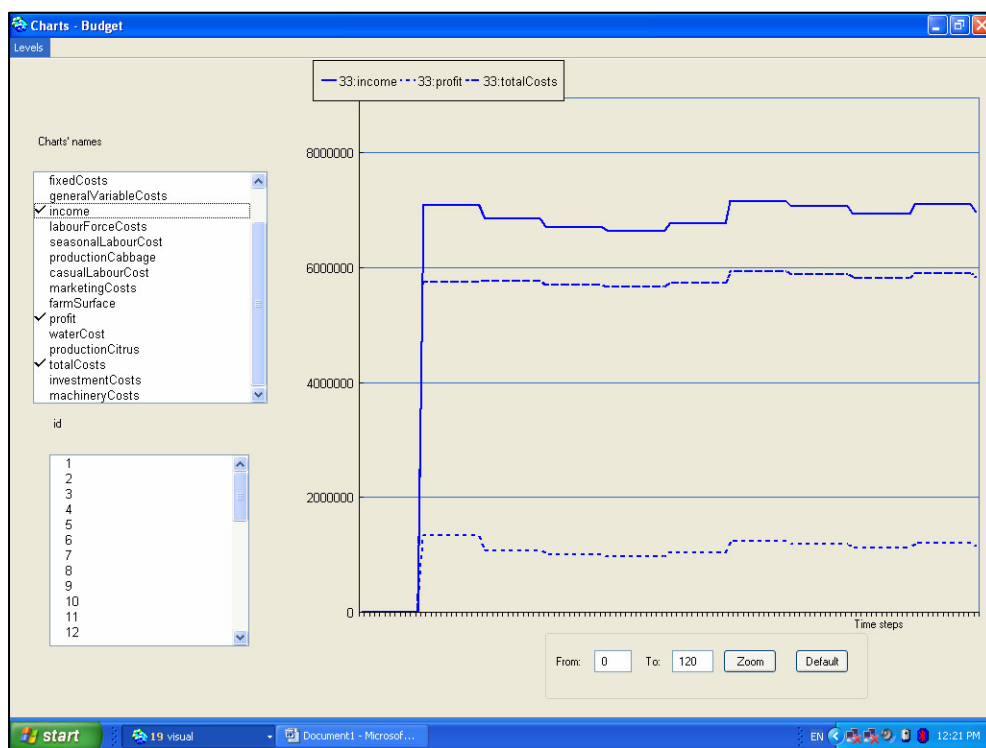 Charts - Budget
Levels
33:income 33:profit 33:totalCosts
Charts' names
fixedCosts
generalVariableCosts
income
labourForceCosts
seasonalLabourCost
productionCabbage
casualLabourCost
marketingCosts
farmSurface
profit
waterCost
productionCitrus
totalCosts
investmentCosts
machineryCosts
id
1
2
3
4
5
6
7
8
9
10
11
12
8000000
6000000
4000000
2000000
0
Time steps
From: 0 To: 120 Zoom Default
start 19 visual Document1 - Microsof... EN 12:21 PM